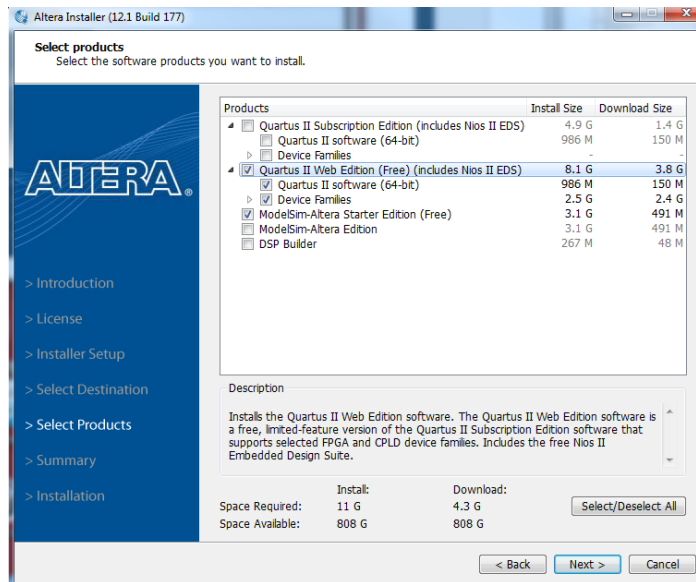 Altera Installer (12.1 Build 177)
Select products
Select the software products you want to install.
Products Install Size Download Size
Quartus II Subscription Edition (includes Nios II EDS) 4.9 G 1.4 G
Quartus II software (64-bit) 986 M 150 M
Device Families - -
Quartus II Web Edition (Free) (includes Nios II EDS) 8.1 G 3.8 G
Quartus II software (64-bit) 986 M 150 M
Device Families 2.5 G 2.4 G
ModelSim-Altera Starter Edition (Free) 3.1 G 491 M
ModelSim-Altera Edition 3.1 G 491 M
DSP Builder 267 M 48 M
ALTERA®
> Introduction
> License
> Installer Setup
> Select Destination
> Select Products
> Summary
> Installation
Description
Installs the Quartus II Web Edition software. The Quartus II Web Edition software is
a free, limited-feature version of the Quartus II Subscription Edition software that
supports selected FPGA and CPLD device families. Includes the free Nios II
Embedded Design Suite.
Install: Download:
Space Required: 11 G 4.3 G
Space Available: 808 G 808 G
Select/Deselect All
< Back Next > Cancel